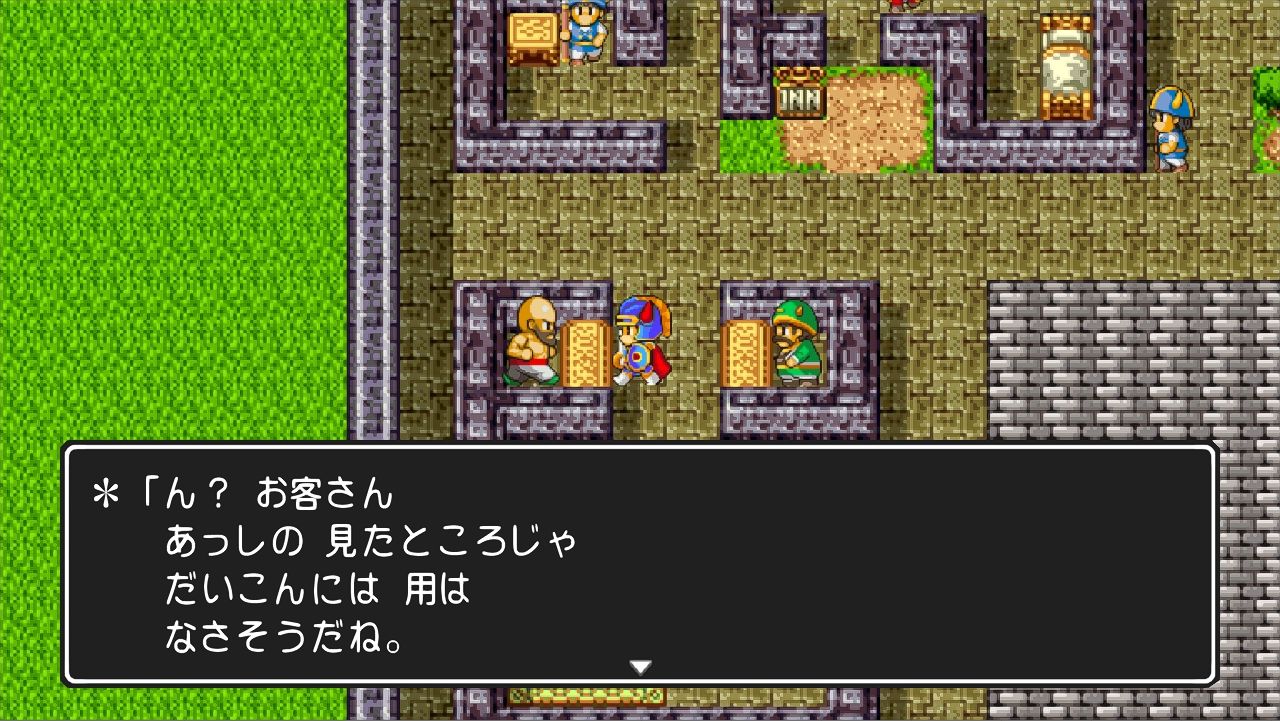 INN
＊「ん？ お客さん
あっしの 見たところじゃ
だいこんには 用は
なさそうだね。